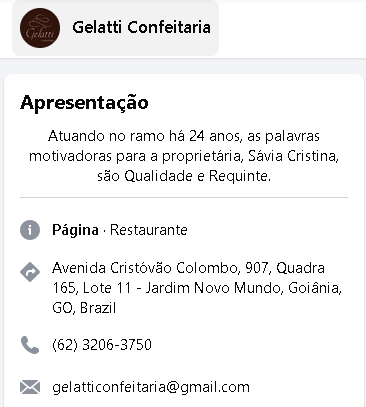 Gelatti
Gelatti Confeitaria
Apresentação
Atuando no ramo há 24 anos, as palavras
motivadoras para a proprietária, Sávia Cristina,
são Qualidade e Requinte.
Página · Restaurante
Avenida Cristóvão Colombo, 907, Quadra
165, Lote 11 - Jardim Novo Mundo, Goiânia,
GO, Brazil
(62) 3206-3750
gelatticonfeitaria@gmail.com